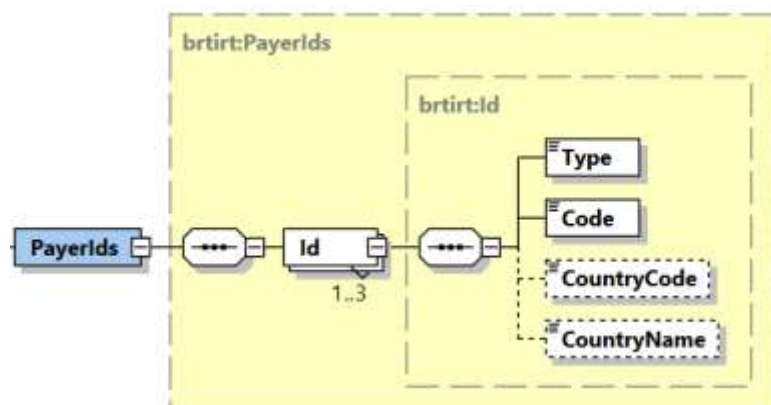 brtirt:PayerIds
brtirt:Id
Type
Code
PayerIds
Id
1..3
CountryCode
CountryName